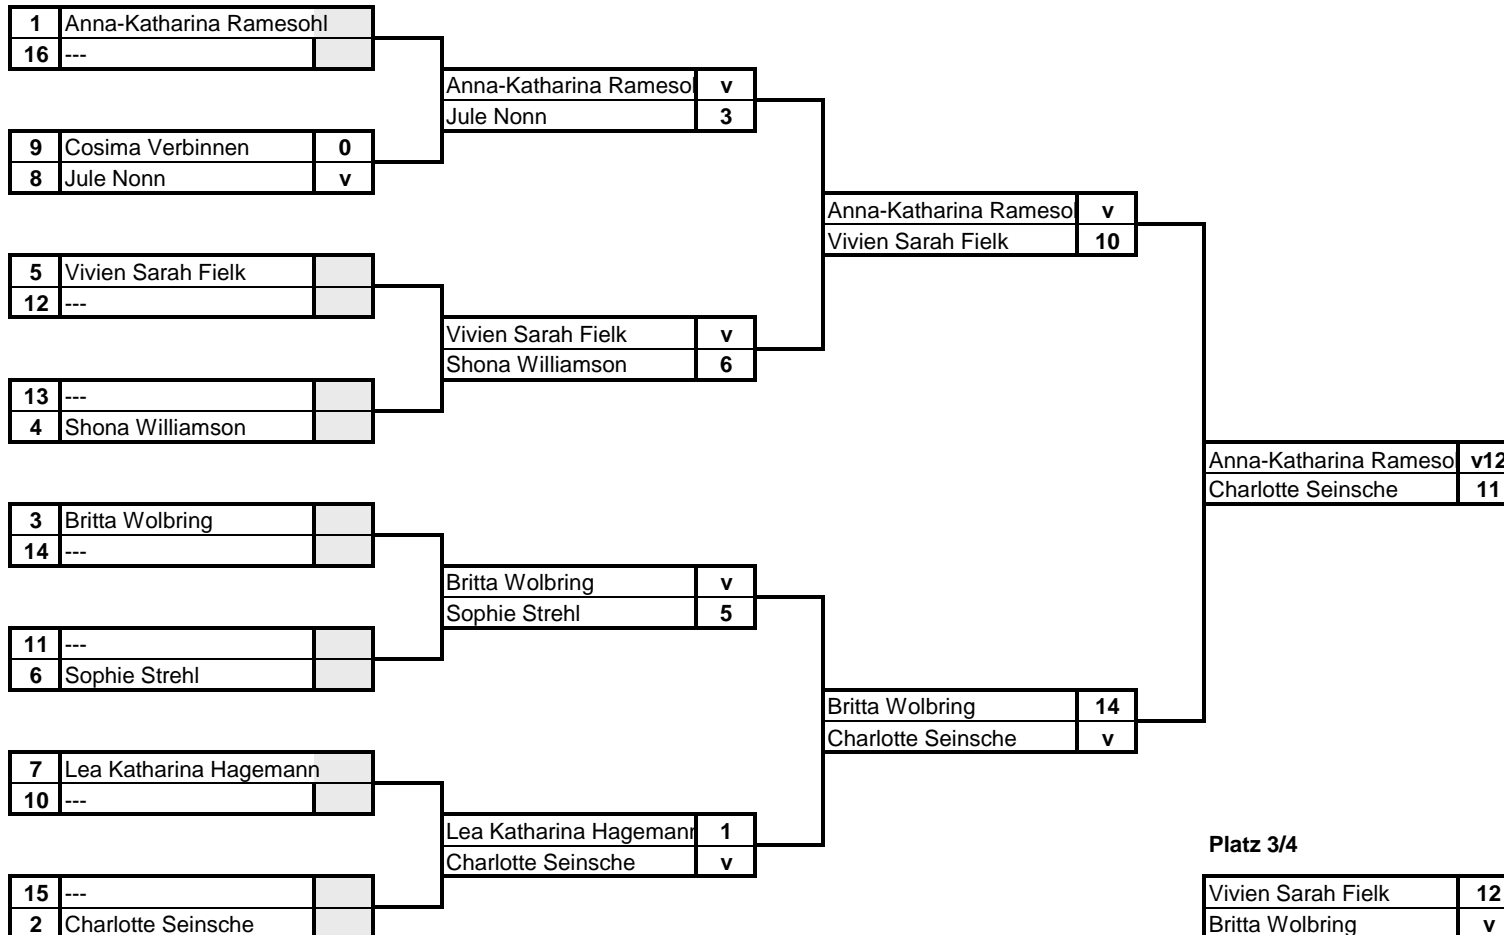 1 Anna-Katharina Ramesohl
16 ---
Anna-Katharina Ramesohl v
Jule Nonn 3
9 Cosima Verbinnen 0
8 Jule Nonn v
Anna-Katharina Ramesohl v
Vivien Sarah Fielk 10
5 Vivien Sarah Fielk
12 ---
Vivien Sarah Fielk v
Shona Williamson 6
13 ---
4 Shona Williamson
Anna-Katharina Ramesohl v12
Charlotte Seinsche 11
3 Britta Wolbring
14 ---
Britta Wolbring v
Sophie Strehl 5
11 ---
6 Sophie Strehl
Britta Wolbring 14
Charlotte Seinsche v
7 Lea Katharina Hagemann
10 ---
Lea Katharina Hagemann 1
Charlotte Seinsche v
Platz 3/4
15 ---
2 Charlotte Seinsche
Vivien Sarah Fielk 12
Britta Wolbring v